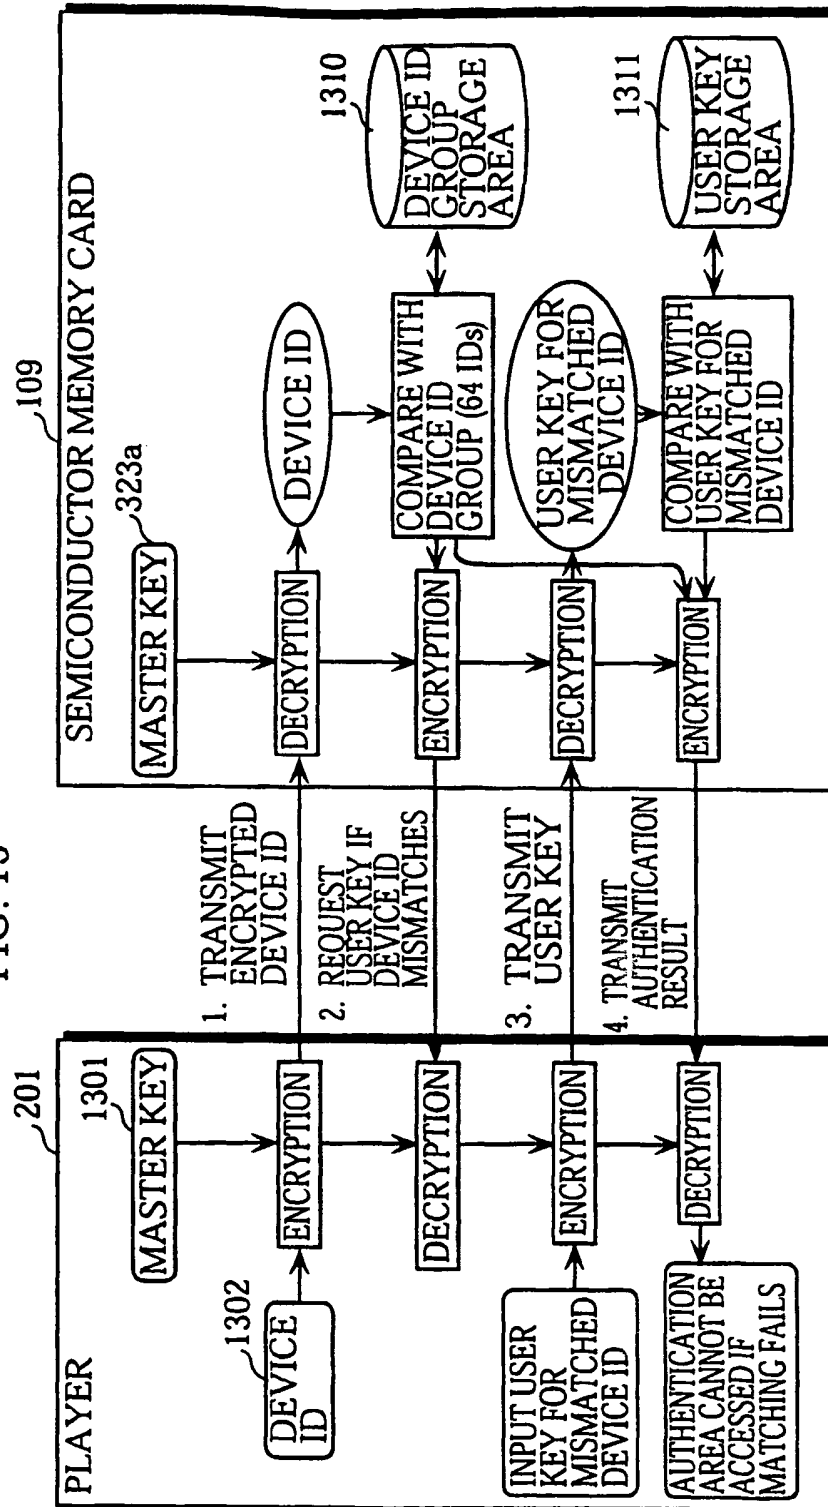 FIG. 13
201
PLAYER
1301
MASTER KEY
1302
DEVICE
ID
ENCRYPTION
DECRYPTION
INPUT USER
KEY FOR
MISMATCHED
DEVICE ID
ENCRYPTION
AUTHENTICATION
AREA CANNOT BE
ACCESSED IF
MATCHING FAILS
DECRYPTION
1. TRANSMIT
ENCRYPTED
DEVICE ID
2. REQUEST
USER KEY IF
DEVICE ID
MISMATCHES
3. TRANSMIT
USER KEY
4. TRANSMIT
AUTHENTICATION
RESULT
109
SEMICONDUCTOR MEMORY CARD
323a
MASTER KEY
DECRYPTION
DEVICE ID
ENCRYPTION
COMPARE WITH
DEVICE ID
GROUP (64 IDs)
1310
DEVICE ID
GROUP
STORAGE
AREA
DECRYPTION
USER KEY FOR
MISMATCHED
DEVICE ID
ENCRYPTION
COMPARE WITH
USER KEY FOR
MISMATCHED
DEVICE ID
1311
USER KEY
STORAGE
AREA